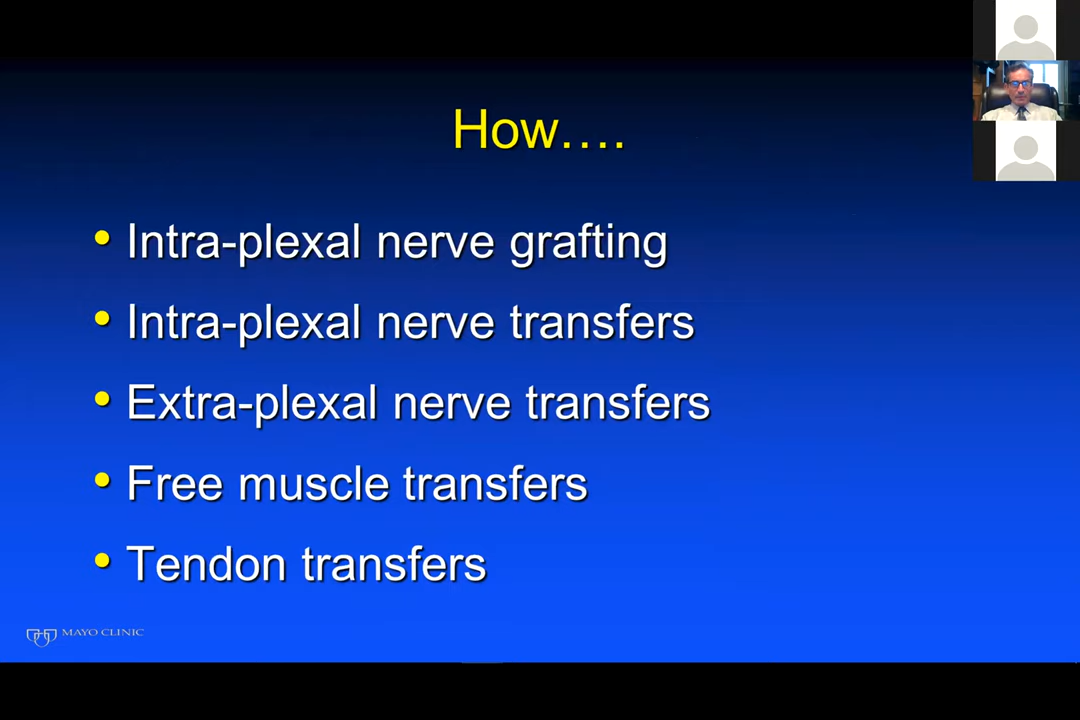 How....
• Intra-plexal nerve grafting
• Intra-plexal nerve transfers
• Extra-plexal nerve transfers
• Free muscle transfers
• Tendon transfers
MAYO CLINIC